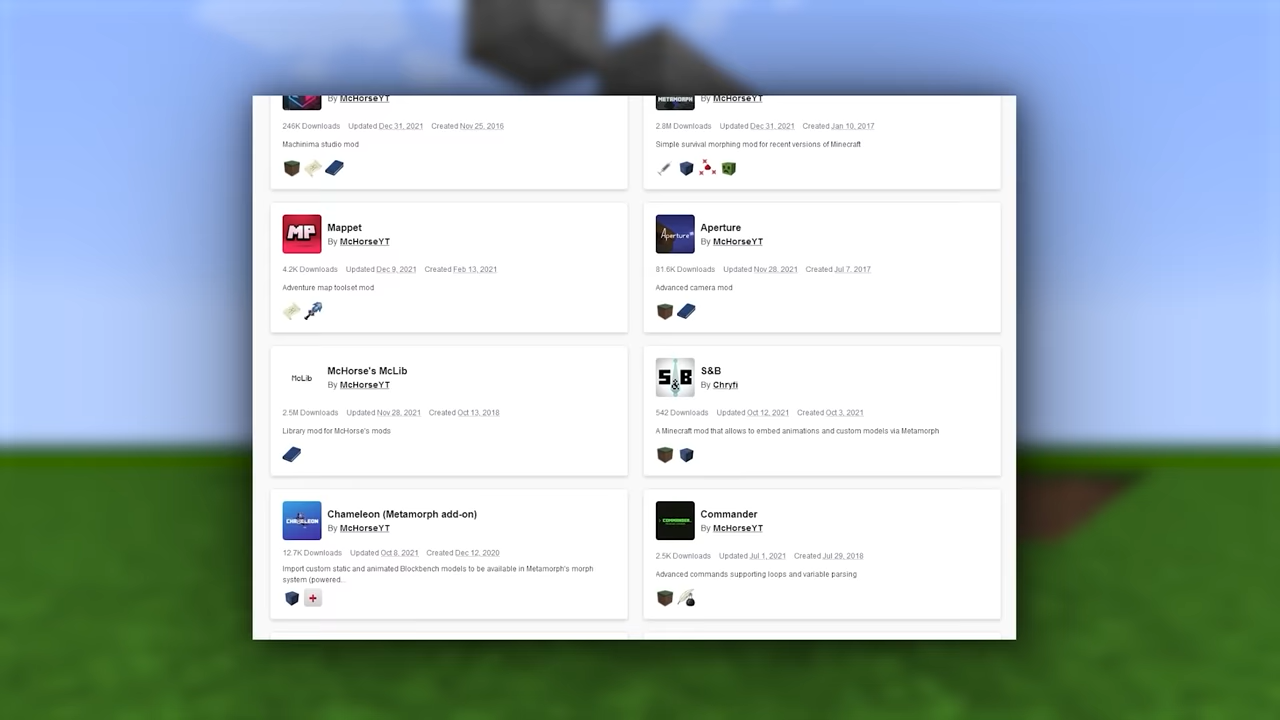 By McHorseYT
246K Downloads Updated Dec 31, 2021 Created Nov 25, 2016
Machinima studio mod
METAMORPH
By McHorseYT
2.8M Downloads Updated Dec 31, 2021 Created Jan 10, 2017
Simple survival morphing mod for recent versions of Minecraft
MP
Mappet
By McHorseYT
4.2K Downloads Updated Dec 9, 2021 Created Feb 13, 2021
Adventure map toolset mod
Aperture
Aperture
By McHorseYT
81.6K Downloads Updated Nov 28, 2021 Created Jul 7, 2017
Advanced camera mod
McLib
McHorse's McLib
By McHorseYT
2.5M Downloads Updated Nov 28, 2021 Created Oct 13, 2018
Library mod for McHorse's mods
S&B
S&B
By Chryfi
542 Downloads Updated Oct 12, 2021 Created Oct 3, 2021
A Minecraft mod that allows to embed animations and custom models via Metamorph
CHAMELEON
Chameleon (Metamorph add-on)
By McHorseYT
12.7K Downloads Updated Oct 8, 2021 Created Dec 12, 2020
Import custom static and animated Blockbench models to be available in Metamorph's morph
system (powered...
COMMANDER
Commander
By McHorseYT
2.5K Downloads Updated Jul 1, 2021 Created Jul 29, 2018
Advanced commands supporting loops and variable parsing